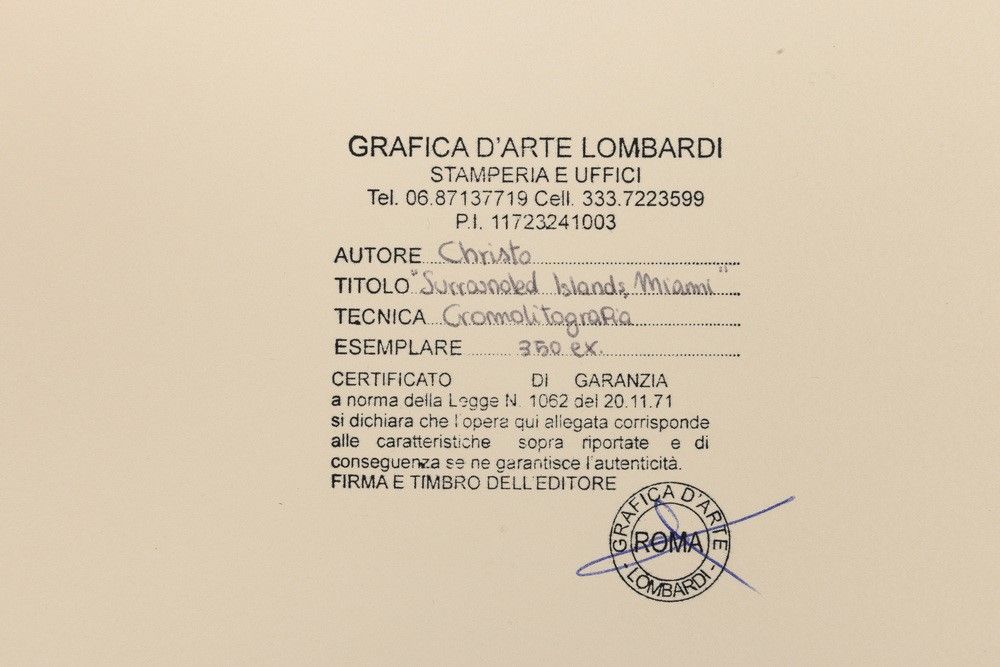 GRAFICA D'ARTE LOMBARDI
STAMPERIA E UFFICI
Tel. 06.87137719 Cell. 333.7223599
P.I. 11723241003
AUTORE Christo
TITOLO "Surrounded Islands, Miami"
TECNICA Cromolitografia
ESEMPLARE 350 ex.
CERTIFICATO DI GARANZIA
a norma della Legge N. 1062 del 20.11.71
si dichiara che l'opera qui allegata corrisponde
alle caratteristiche sopra riportate e di
conseguenza se ne garantisce l'autenticità.
FIRMA E TIMBRO DELL'EDITORE
GRAFICA D'ARTE
ROMA
- LOMBARDI -